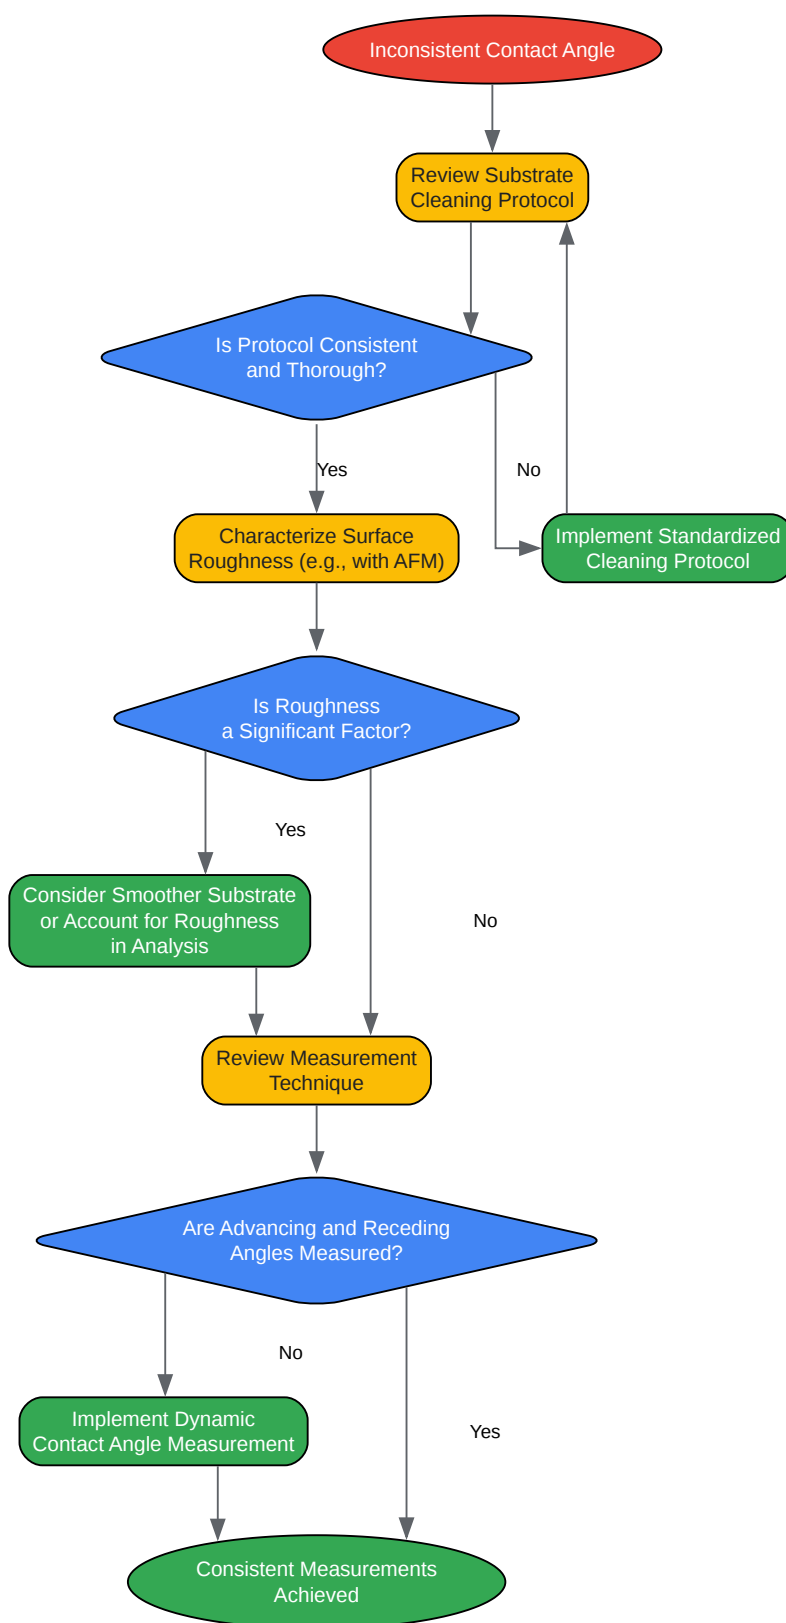 Inconsistent Contact Angle
Review Substrate
Cleaning Protocol
Is Protocol Consistent
and Thorough?
Yes
No
Characterize Surface
Roughness (e.g., with AFM)
Implement Standardized
Cleaning Protocol
Is Roughness
a Significant Factor?
Yes
Consider Smoother Substrate
or Account for Roughness
in Analysis
No
Review Measurement
Technique
Are Advancing and Receding
Angles Measured?
No
Implement Dynamic
Contact Angle Measurement
Yes
Consistent Measurements
Achieved